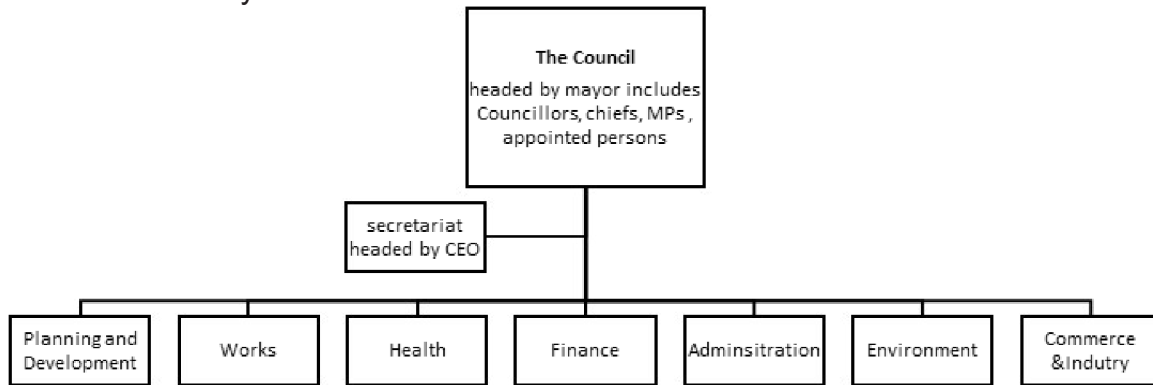 The Council
headed by mayor includes
Councillors, chiefs, MPs ,
appointed persons
secretariat
headed by CEO
Planning and
Development
Works
Health
Finance
Adminsitration
Environment
Commerce
&Indutry